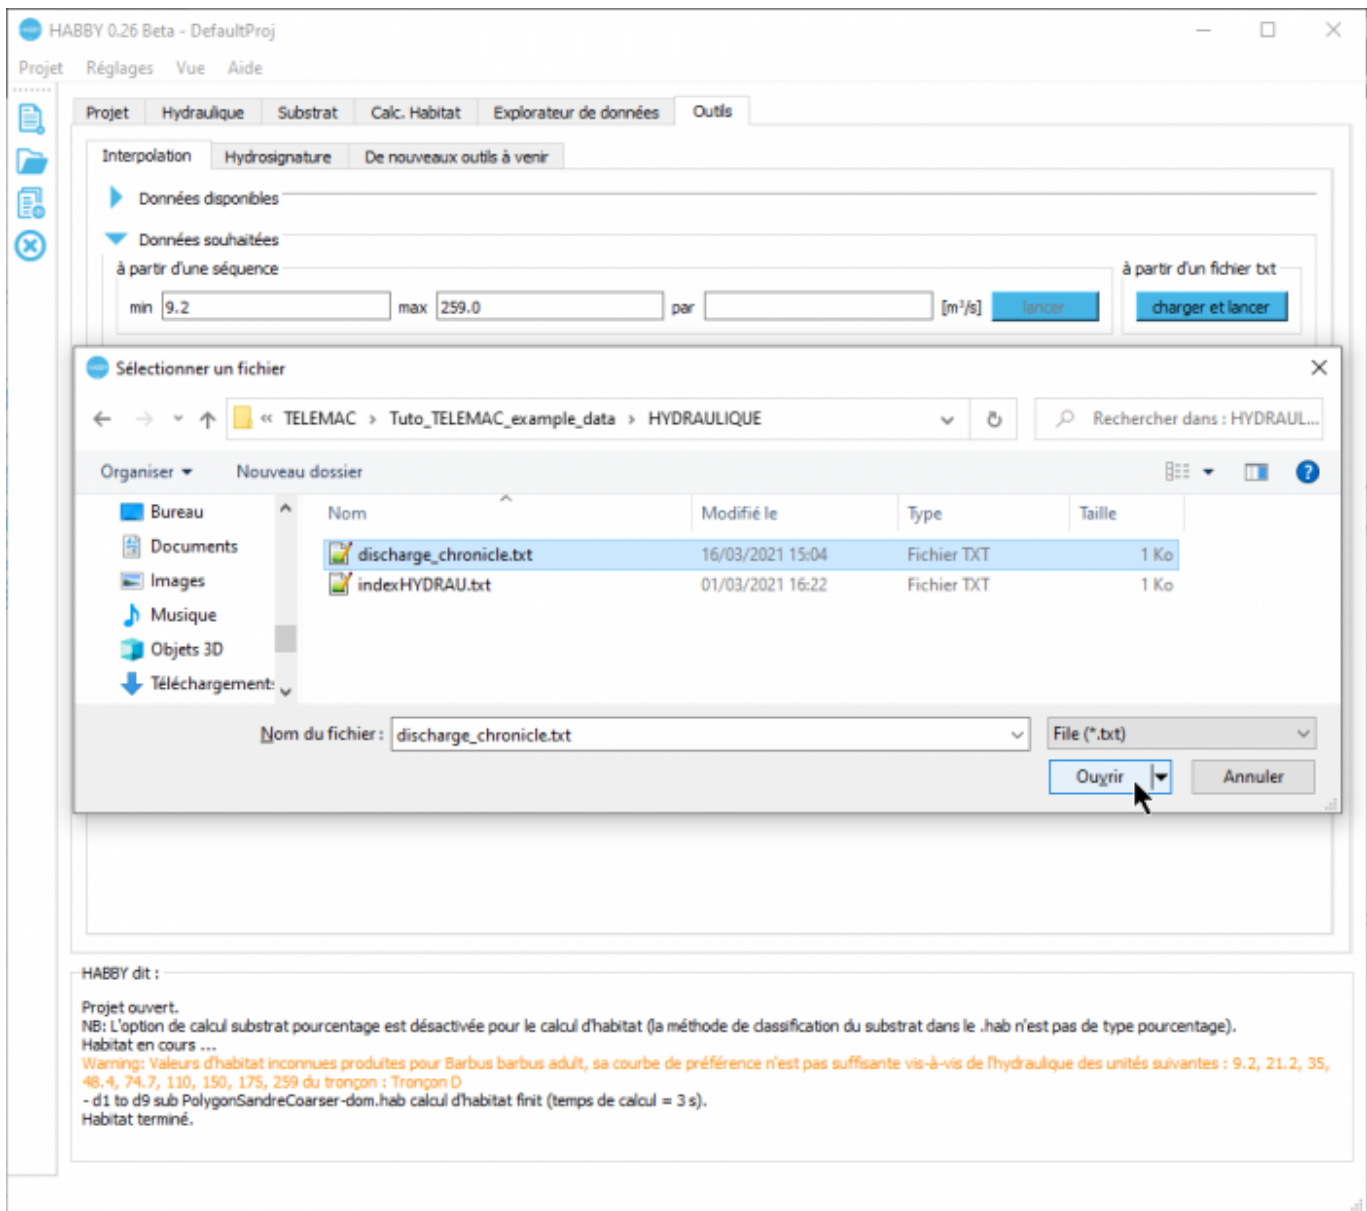 HABBY 0.26 Beta - DefaultProj
Projet Réglages Vue Aide
Projet Hydraulique Substrat Calc. Habitat Explorateur de données Outils
Interpolation Hydrosignature De nouveaux outils à venir
Données disponibles
Données souhaitées
à partir d'une séquence à partir d'un fichier txt
min 9.2 max 259.0 par [m³/s] lancer charger et lancer
Sélectionner un fichier
« TELEMAC > Tuto_TELEMAC_example_data > HYDRAULIQUE Rechercher dans : HYDRAUL...
Organiser Nouveau dossier
Bureau Nom Modifié le Type Taille
Documents discharge_chronicle.txt 16/03/2021 15:04 Fichier TXT 1 Ko
Images indexHYDRAU.txt 01/03/2021 16:22 Fichier TXT 1 Ko
Musique
Objets 3D
Téléchargement
Nom du fichier : discharge_chronicle.txt File (*.txt)
Ouvrir Annuler
HABBY dit :
Projet ouvert.
NB: L'option de calcul substrat pourcentage est désactivée pour le calcul d'habitat (la méthode de classification du substrat dans le .hab n'est pas de type pourcentage).
Habitat en cours ...
Warning: Valeurs d'habitat inconnues produites pour Barbus barbus adult, sa courbe de préférence n'est pas suffisante vis-à-vis de l'hydraulique des unités suivantes : 9.2, 21.2, 35,
48.4, 74.7, 110, 150, 175, 259 du tronçon : Tronçon D
- d1 to d9 sub PolygonSandreCoarser-dom.hab calcul d'habitat finit (temps de calcul = 3 s).
Habitat terminé.